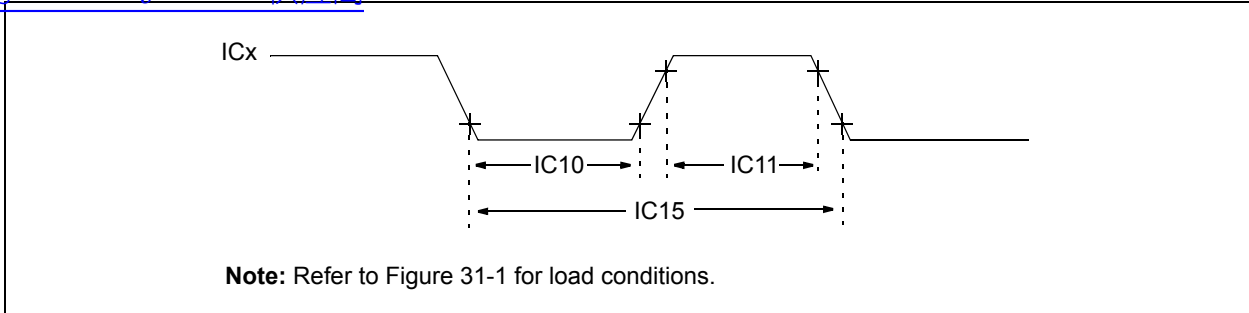 ICx
IC10
IC11
IC15
Note: Refer to Figure 31-1 for load conditions.